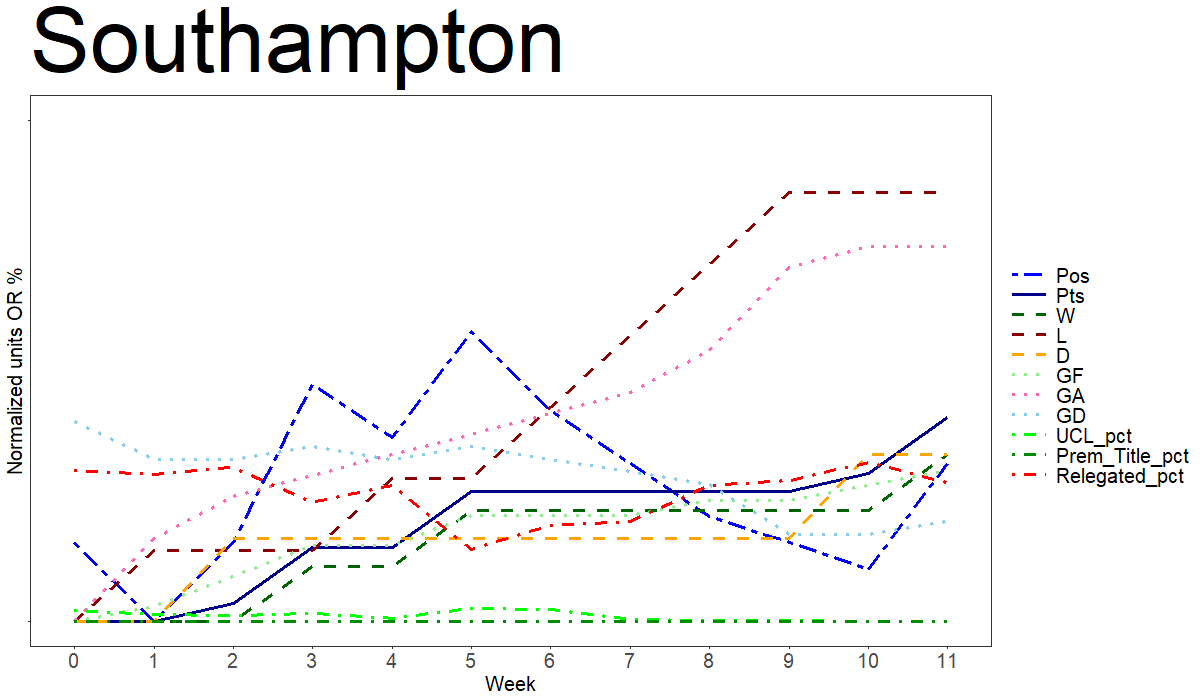 Southampton
Normalized units OR %
0 1 2 3 4 5 6 7 8 9 10 11
Week
Pos
Pts
W
L
D
GF
GA
GD
UCL_pct
Prem_Title_pct
Relegated_pct